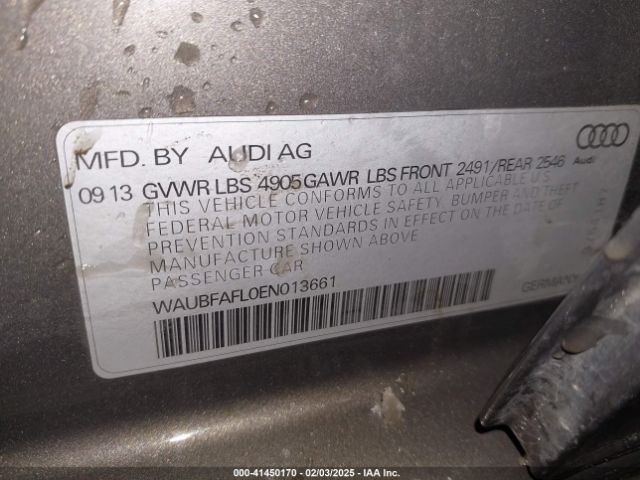 MFD. BY AUDI AG
Audi
09 13 GVWR LBS 4905 GAWR LBS FRONT 2491/REAR 2546
THIS VEHICLE CONFORMS TO ALL APPLICABLE U.S.
FEDERAL MOTOR VEHICLE SAFETY, BUMPER AND THEFT
PREVENTION STANDARDS IN EFFECT ON THE DATE OF
MANUFACTURE SHOWN ABOVE
PASSENGER CAR
WAUBFAFL0EN013661
000-41450170 - 02/03/2025 - IAA Inc.